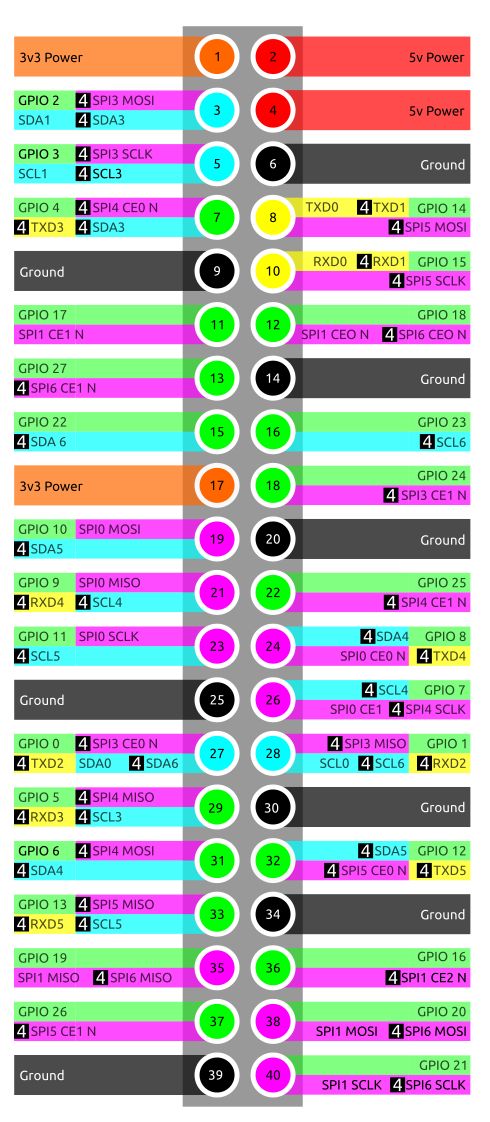 3v3 Power 1 2 5v Power
GPIO 2 4 SPI3 MOSI 3 4 5v Power
SDA1 4 SDA3
GPIO 3 4 SPI3 SCLK 5 6 Ground
SCL1 4 SCL3
GPIO 4 4 SPI4 CE0 N 7 8 TXD0 4 TXD1 GPIO 14
4 TXD3 4 SDA3 4 SPI5 MOSI
Ground 9 10 RXD0 4 RXD1 GPIO 15
4 SPI5 SCLK
GPIO 17 11 12 GPIO 18
SPI1 CE1 N SPI1 CEO N 4 SPI6 CEO N
GPIO 27 13 14 Ground
4 SPI6 CE1 N
GPIO 22 15 16 GPIO 23
4 SDA 6 4 SCL6
3v3 Power 17 18 GPIO 24
4 SPI3 CE1 N
GPIO 10 SPI0 MOSI 19 20 Ground
4 SDA5
GPIO 9 SPI0 MISO 21 22 GPIO 25
4 RXD4 4 SCL4 4 SPI4 CE1 N
GPIO 11 SPI0 SCLK 23 24 4 SDA4 GPIO 8
4 SCL5 SPI0 CE0 N 4 TXD4
Ground 25 26 4 SCL4 GPIO 7
SPI0 CE1 4 SPI4 SCLK
GPIO 0 4 SPI3 CE0 N 27 28 4 SPI3 MISO GPIO 1
4 TXD2 SDA0 4 SDA6 SCL0 4 SCL6 4 RXD2
GPIO 5 4 SPI4 MISO 29 30 Ground
4 RXD3 4 SCL3
GPIO 6 4 SPI4 MOSI 31 32 4 SDA5 GPIO 12
4 SDA4 4 SPI5 CE0 N 4 TXD5
GPIO 13 4 SPI5 MISO 33 34 Ground
4 RXD5 4 SCL5
GPIO 19 35 36 GPIO 16
SPI1 MISO 4 SPI6 MISO 4 SPI1 CE2 N
GPIO 26 37 38 GPIO 20
4 SPI5 CE1 N SPI1 MOSI 4 SPI6 MOSI
Ground 39 40 GPIO 21
SPI1 SCLK 4 SPI6 SCLK